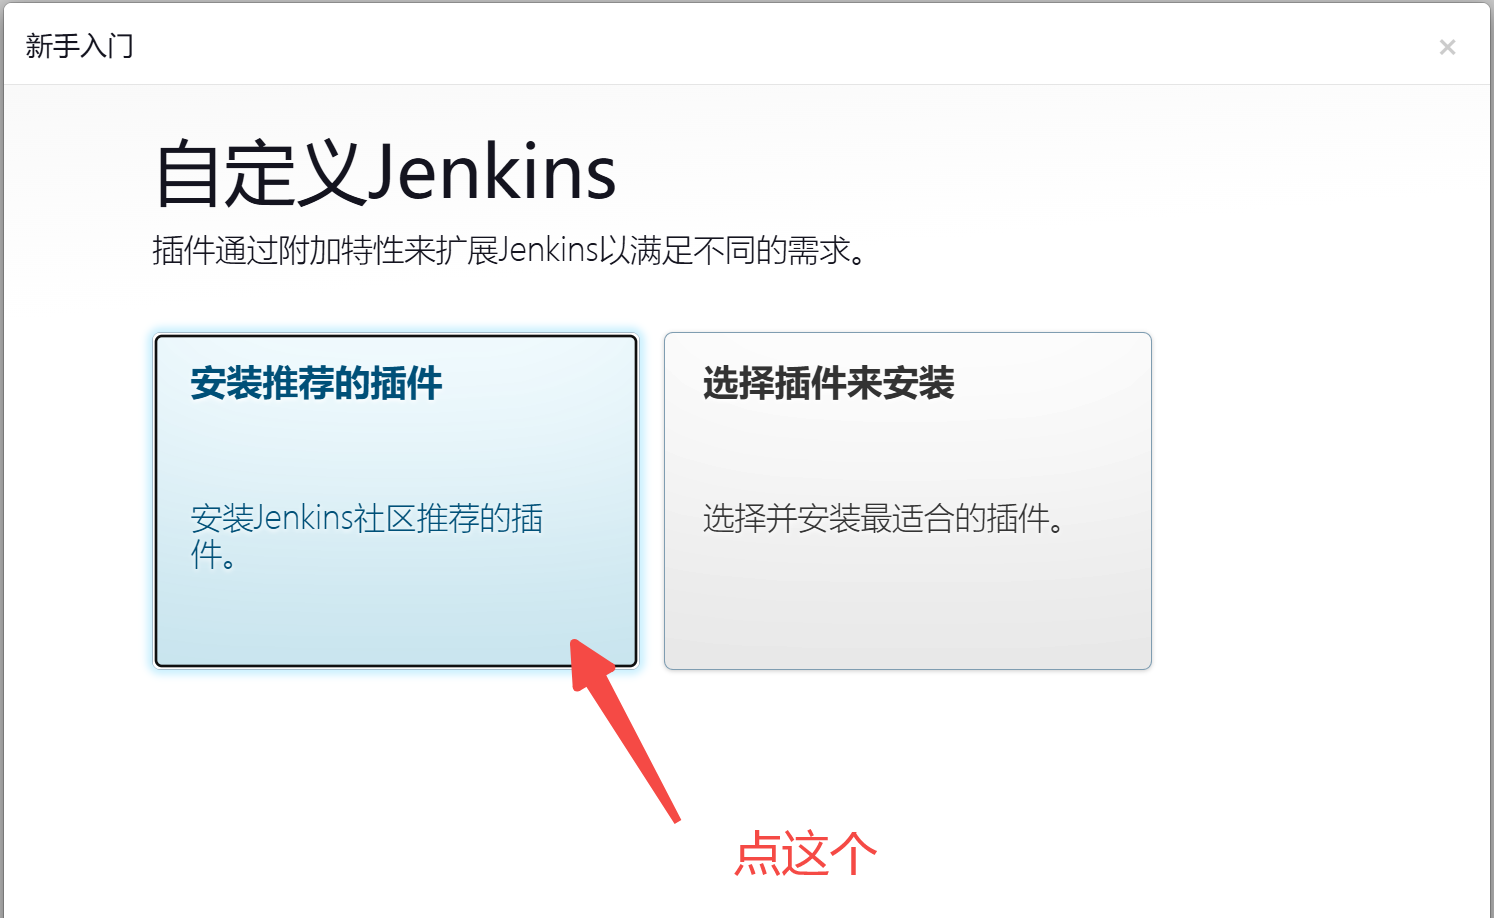 新手入门
×
自定义Jenkins
插件通过附加特性来扩展Jenkins以满足不同的需求。
安装推荐的插件
安装Jenkins社区推荐的插
件。
选择插件来安装
选择并安装最适合的插件。
点这个